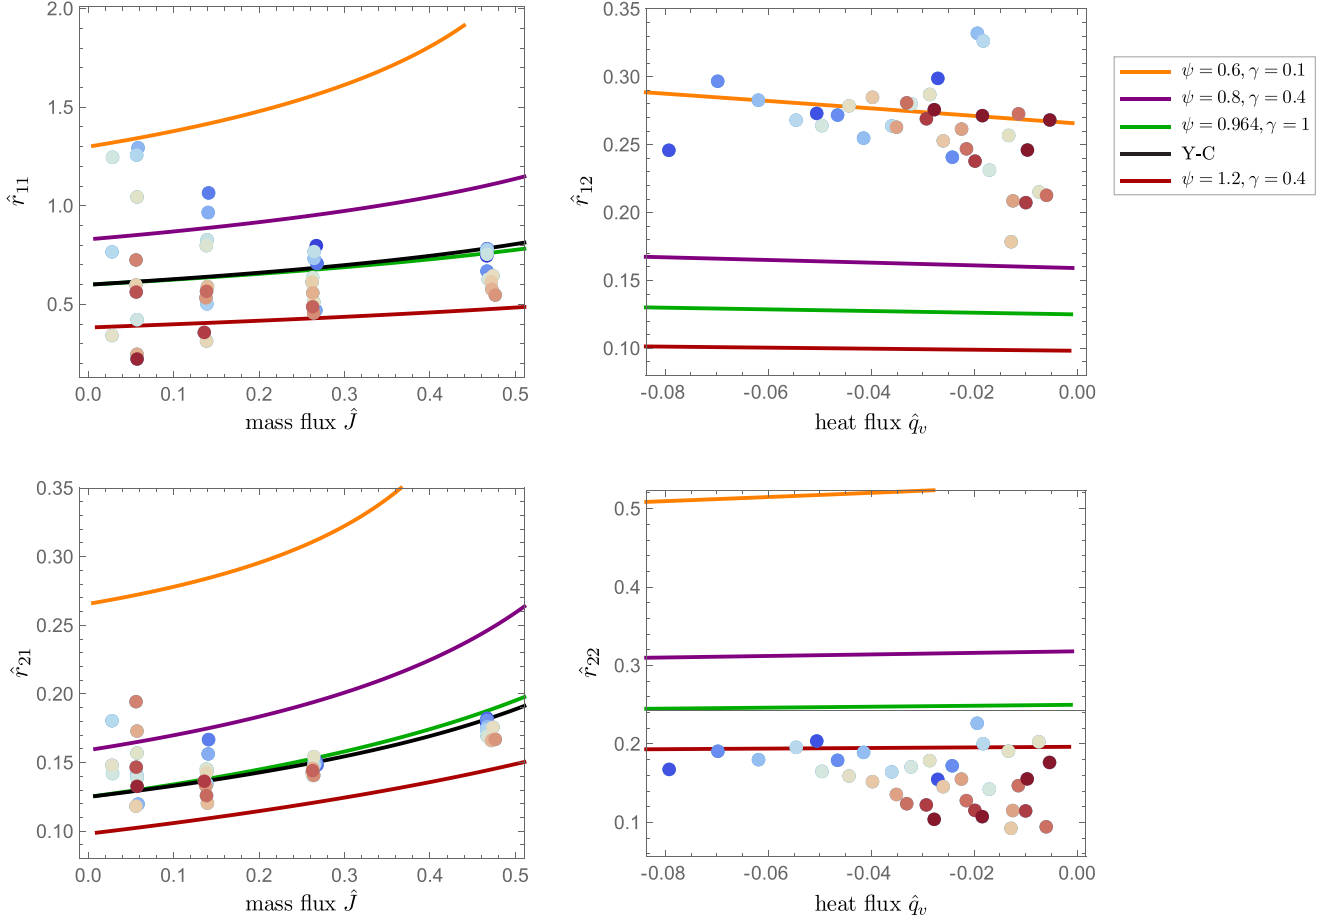 2.0
1.5
1.0
0.5
0.0 0.1 0.2 0.3 0.4 0.5
r̂₁₁
mass flux Ĵ
0.35
0.30
0.25
0.20
0.15
0.10
-0.08 -0.06 -0.04 -0.02 0.00
r̂₁₂
heat flux q̂ᵥ
ψ = 0.6, γ = 0.1
ψ = 0.8, γ = 0.4
ψ = 0.964, γ = 1
Y-C
ψ = 1.2, γ = 0.4
0.35
0.30
0.25
0.20
0.15
0.10
0.0 0.1 0.2 0.3 0.4 0.5
r̂₂₁
mass flux Ĵ
0.5
0.4
0.3
0.2
0.1
-0.08 -0.06 -0.04 -0.02 0.00
r̂₂₂
heat flux q̂ᵥ